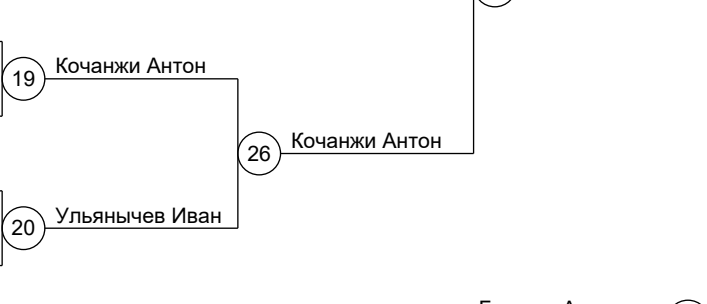 Кочанжи Антон
19
Кочанжи Антон
26
Ульянычев Иван
20